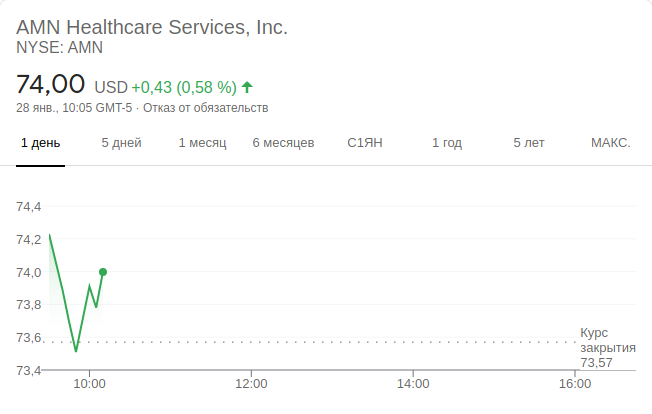 AMN Healthcare Services, Inc.
NYSE: AMN
74,00 USD +0,43 (0,58 %)
28 янв., 10:05 GMT-5 · Отказ от обязательств
1 день 5 дней 1 месяц 6 месяцев С1ЯН 1 год 5 лет МАКС.
74,4
74,2
74,0
73,8
73,6
73,4
Курс
закрытия
73,57
10:00 12:00 14:00 16:00